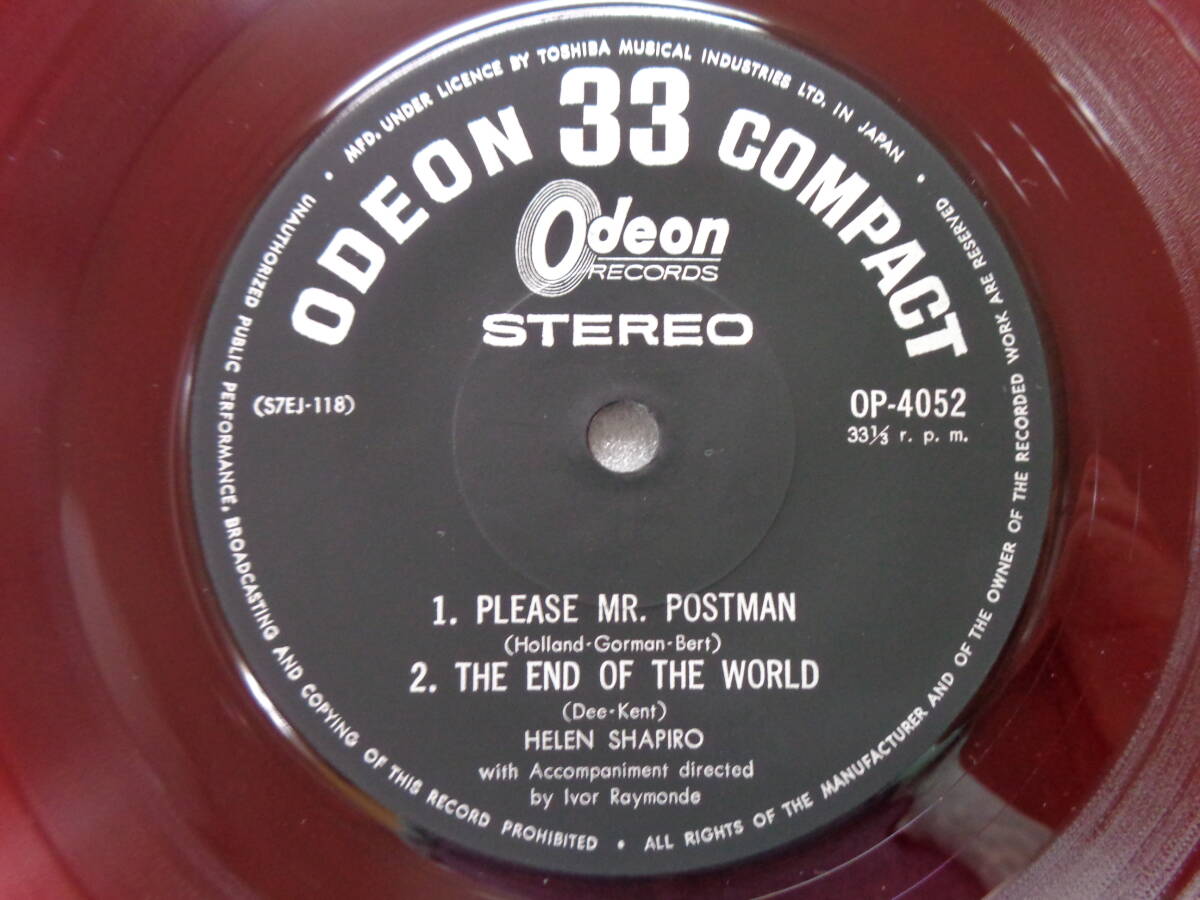 MFD. UNDER LICENCE BY TOSHIBA MUSICAL INDUSTRIES LTD. IN JAPAN •
ODEON 33 COMPACT
Odeon
RECORDS
STEREO
(S7EJ-118)
OP-4052
33⅓ r. p. m.
1. PLEASE MR. POSTMAN
(Holland-Gorman-Bert)
2. THE END OF THE WORLD
(Dee-Kent)
HELEN SHAPIRO
with Accompaniment directed
by Ivor Raymonde
UNAUTHORIZED PUBLIC PERFORMANCE, BROADCASTING AND COPYING OF THIS RECORD PROHIBITED • ALL RIGHTS OF THE MANUFACTURER AND OF THE OWNER OF THE RECORDED WORK ARE RESERVED •